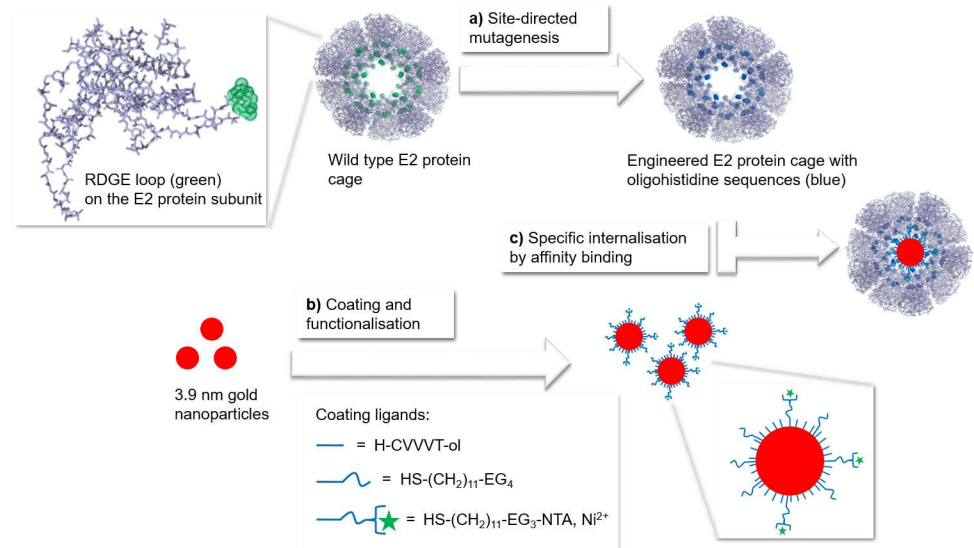 a) Site-directed
mutagenesis
RDGE loop (green)
on the E2 protein subunit
Wild type E2 protein
cage
Engineered E2 protein cage with
oligohistidine sequences (blue)
c) Specific internalisation
by affinity binding
b) Coating and
functionalisation
3.9 nm gold
nanoparticles
Coating ligands:
= H-CVVVT-ol
= HS-(CH₂)₁₁-EG₄
= HS-(CH₂)₁₁-EG₃-NTA, Ni²⁺